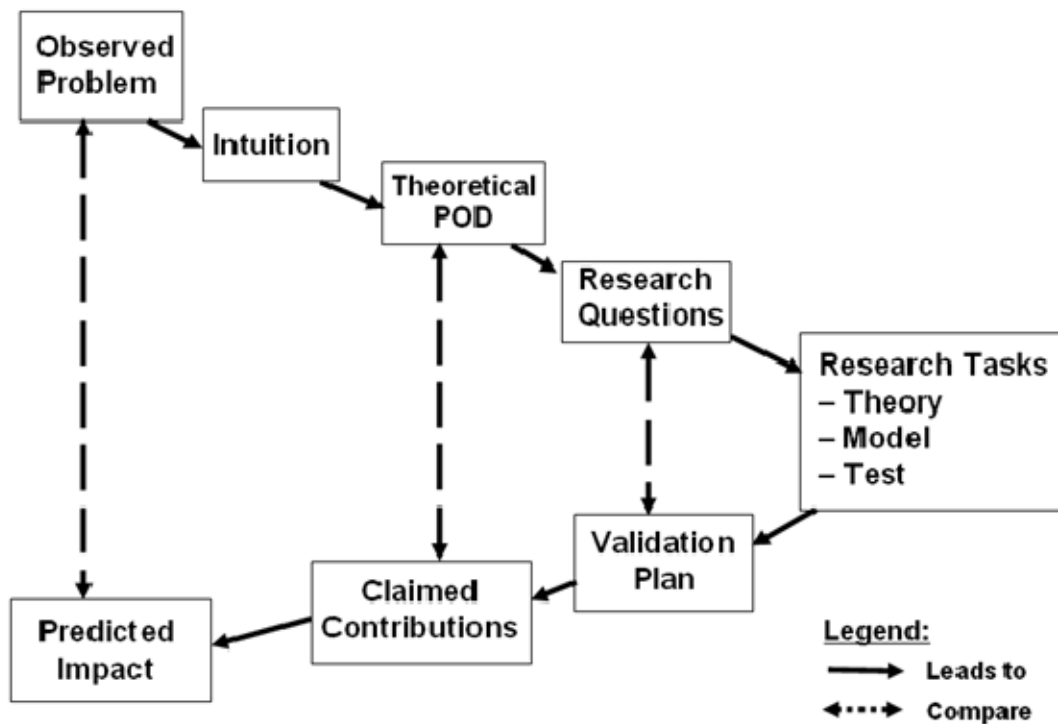 Observed
Problem
Intuition
Theoretical
POD
Research
Questions
Research Tasks
– Theory
– Model
– Test
Validation
Plan
Claimed
Contributions
Predicted
Impact
Legend:
Leads to
Compare